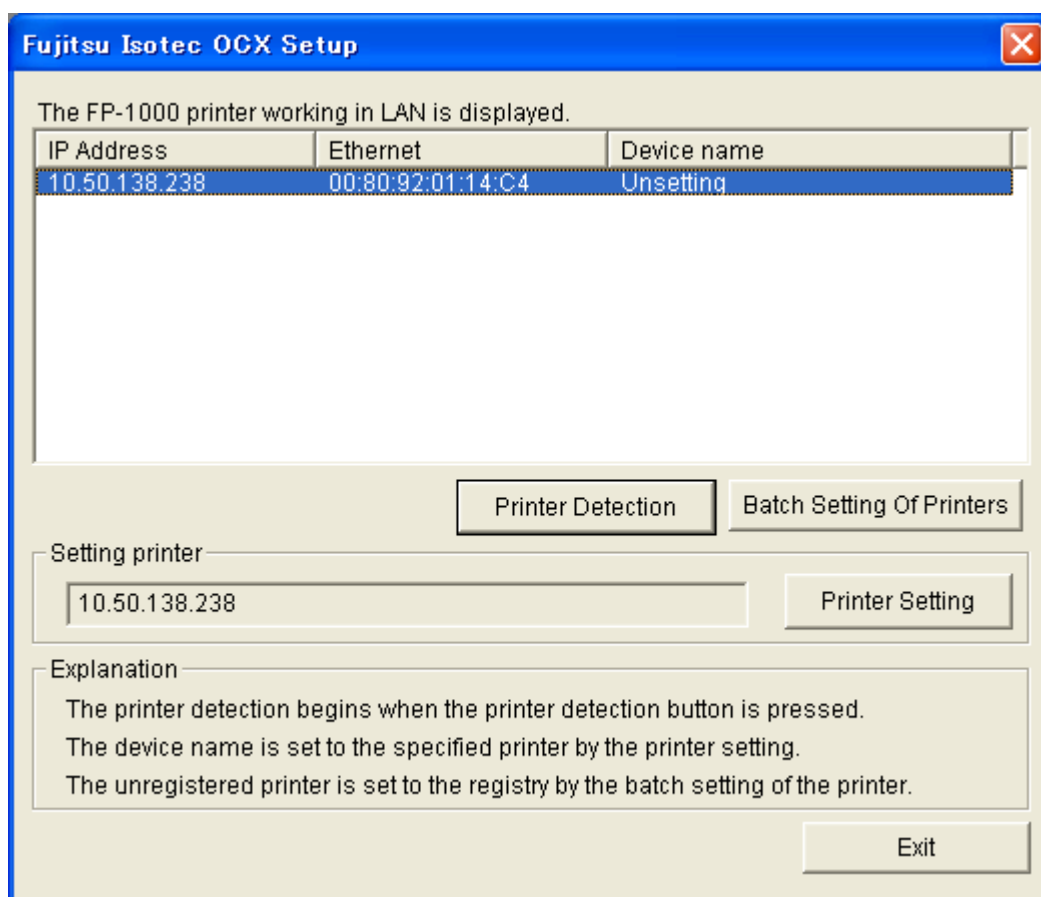 Fujitsu Isotec OCX Setup
The FP-1000 printer working in LAN is displayed.
IP Address Ethernet Device name
10.50.138.238 00:80:92:01:14:C4 Unsetting
Printer Detection Batch Setting Of Printers
Setting printer
10.50.138.238 Printer Setting
Explanation
The printer detection begins when the printer detection button is pressed.
The device name is set to the specified printer by the printer setting.
The unregistered printer is set to the registry by the batch setting of the printer.
Exit